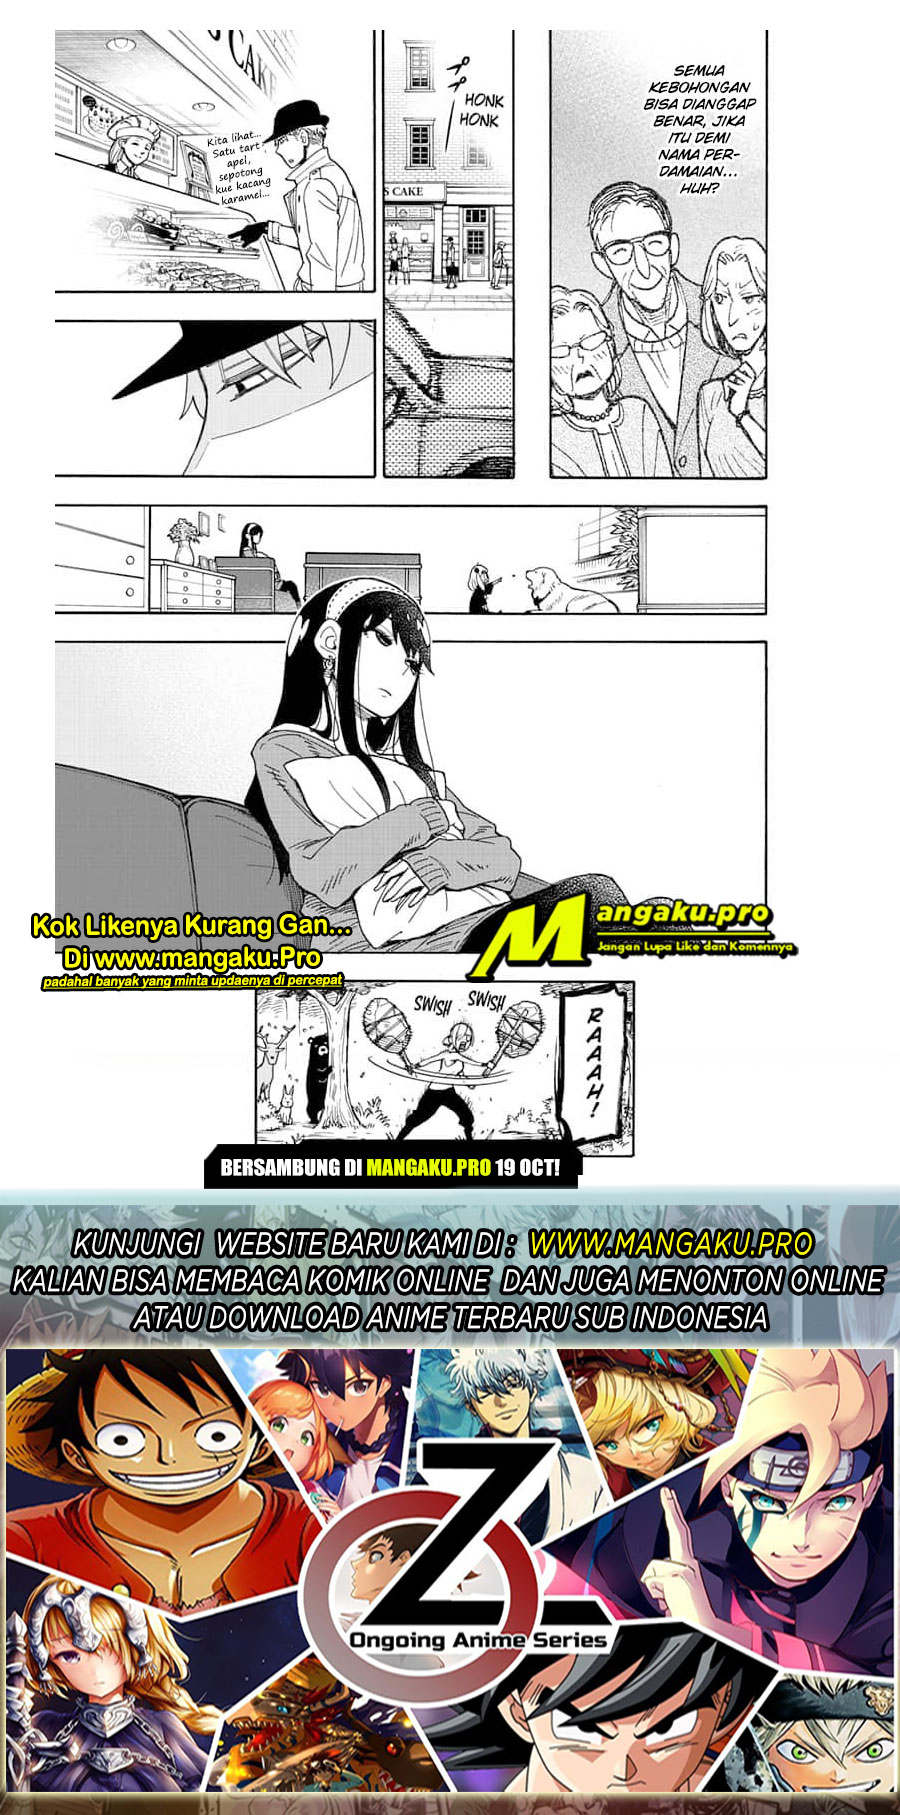 SEMUA
KEBOHONGAN
BISA DIANGGAP
BENAR, JIKA
ITU DEMI
NAMA PER-
DAMAIAN...
HUH?
HONK
HONK
S CAKE
S CAKE
Kita lihat...
Satu tart
apel,
sepotong
kue kacang
karamel...
Kok Likenya Kurang Gan...
Di www.mangaku.Pro
padahal banyak yang minta updaenya di percepat
Mangaku.pro
Jangan Lupa Like dan Komennya
SWISH
SWISH
RAAAH!
BERSAMBUNG DI MANGAKU.PRO 19 OCT!
KUNJUNGI WEBSITE BARU KAMI DI : WWW.MANGAKU.PRO
KALIAN BISA MEMBACA KOMIK ONLINE DAN JUGA MENONTON ONLINE
ATAU DOWNLOAD ANIME TERBARU SUB INDONESIA
Z
Ongoing Anime Series